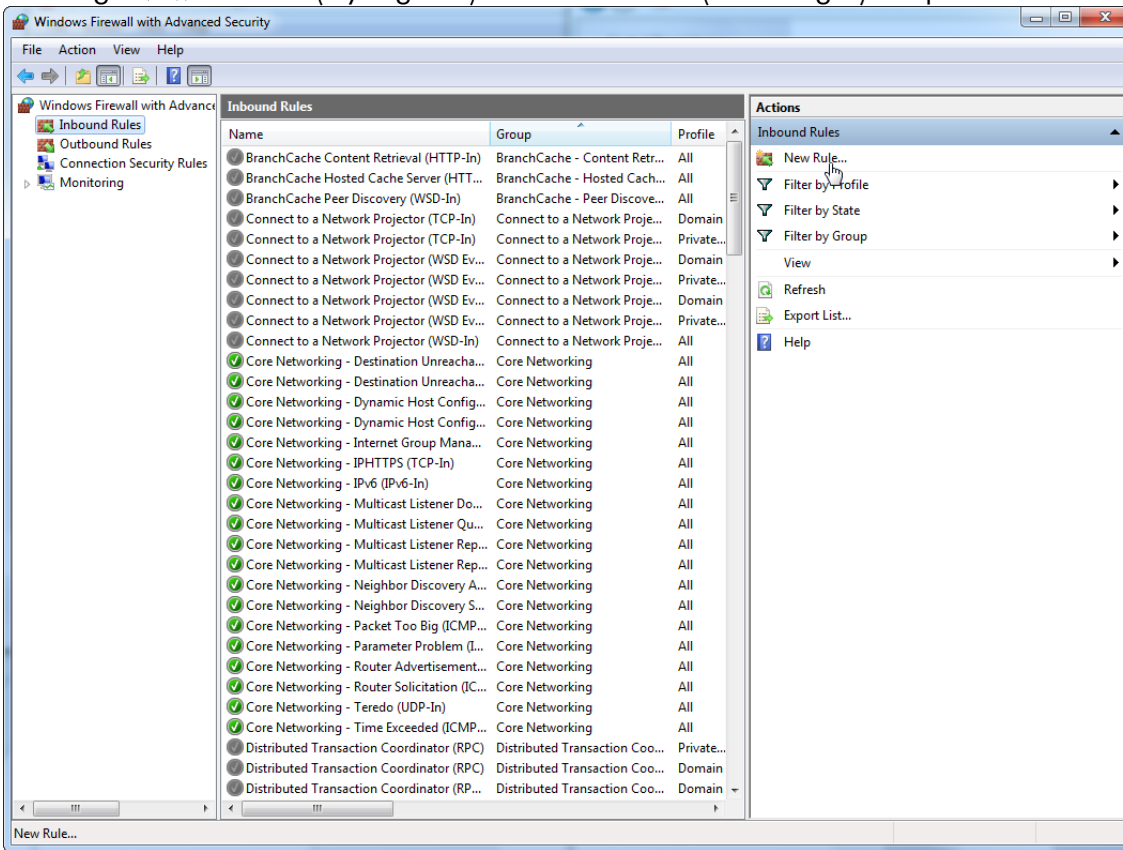 Windows Firewall with Advanced Security
File Action View Help
Windows Firewall with Advance
Inbound Rules
Outbound Rules
Connection Security Rules
Monitoring
Inbound Rules
Name Group Profile
BranchCache Content Retrieval (HTTP-In) BranchCache - Content Retr... All
BranchCache Hosted Cache Server (HTT... BranchCache - Hosted Cach... All
BranchCache Peer Discovery (WSD-In) BranchCache - Peer Discove... All
Connect to a Network Projector (TCP-In) Connect to a Network Proje... Domain
Connect to a Network Projector (TCP-In) Connect to a Network Proje... Private...
Connect to a Network Projector (WSD Ev... Connect to a Network Proje... Domain
Connect to a Network Projector (WSD Ev... Connect to a Network Proje... Private...
Connect to a Network Projector (WSD Ev... Connect to a Network Proje... Domain
Connect to a Network Projector (WSD Ev... Connect to a Network Proje... Private...
Connect to a Network Projector (WSD-In) Connect to a Network Proje... All
Core Networking - Destination Unreacha... Core Networking All
Core Networking - Destination Unreacha... Core Networking All
Core Networking - Dynamic Host Config... Core Networking All
Core Networking - Dynamic Host Config... Core Networking All
Core Networking - Internet Group Mana... Core Networking All
Core Networking - IPHTTPS (TCP-In) Core Networking All
Core Networking - IPv6 (IPv6-In) Core Networking All
Core Networking - Multicast Listener Do... Core Networking All
Core Networking - Multicast Listener Qu... Core Networking All
Core Networking - Multicast Listener Rep... Core Networking All
Core Networking - Multicast Listener Rep... Core Networking All
Core Networking - Neighbor Discovery A... Core Networking All
Core Networking - Neighbor Discovery S... Core Networking All
Core Networking - Packet Too Big (ICMP... Core Networking All
Core Networking - Parameter Problem (I... Core Networking All
Core Networking - Router Advertisement... Core Networking All
Core Networking - Router Solicitation (IC... Core Networking All
Core Networking - Teredo (UDP-In) Core Networking All
Core Networking - Time Exceeded (ICMP... Core Networking All
Distributed Transaction Coordinator (RPC) Distributed Transaction Coo... Private...
Distributed Transaction Coordinator (RPC) Distributed Transaction Coo... Domain
Distributed Transaction Coordinator (RP... Distributed Transaction Coo... Domain
Actions
Inbound Rules
New Rule...
Filter by Profile
Filter by State
Filter by Group
View
Refresh
Export List...
Help
New Rule...